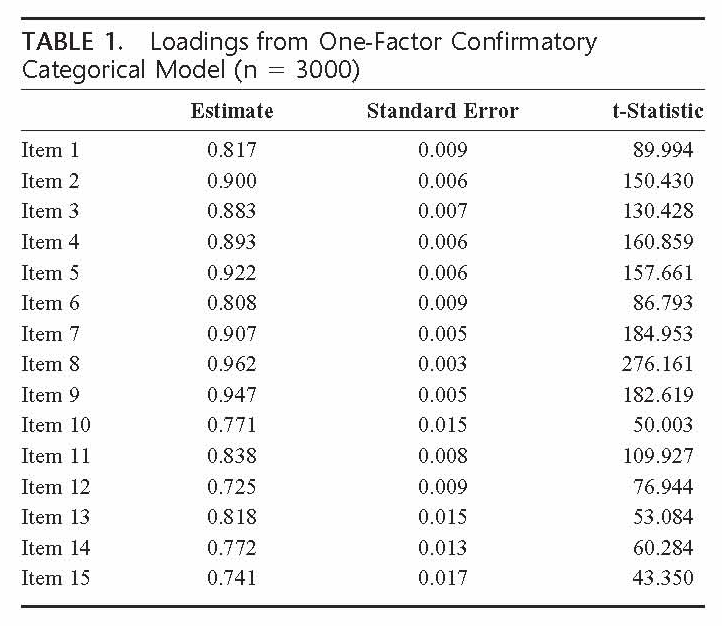 TABLE 1. Loadings from One-Factor Confirmatory
Categorical Model (n = 3000)
Estimate Standard Error t-Statistic
Item 1 0.817 0.009 89.994
Item 2 0.900 0.006 150.430
Item 3 0.883 0.007 130.428
Item 4 0.893 0.006 160.859
Item 5 0.922 0.006 157.661
Item 6 0.808 0.009 86.793
Item 7 0.907 0.005 184.953
Item 8 0.962 0.003 276.161
Item 9 0.947 0.005 182.619
Item 10 0.771 0.015 50.003
Item 11 0.838 0.008 109.927
Item 12 0.725 0.009 76.944
Item 13 0.818 0.015 53.084
Item 14 0.772 0.013 60.284
Item 15 0.741 0.017 43.350